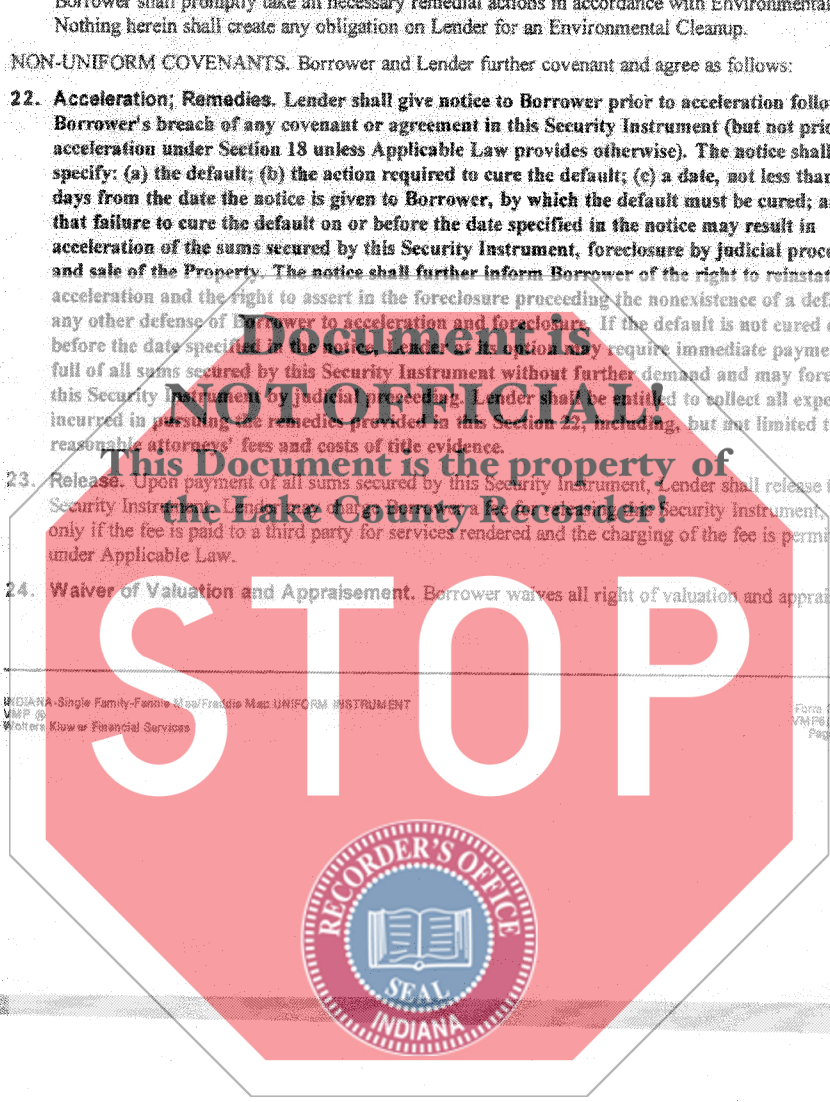 Borrower shall promptly take all necessary remedial actions in accordance with Environmental
Nothing herein shall create any obligation on Lender for an Environmental Cleanup.
NON-UNIFORM COVENANTS. Borrower and Lender further covenant and agree as follows:
22. Acceleration; Remedies. Lender shall give notice to Borrower prior to acceleration follo
Borrower's breach of any covenant or agreement in this Security Instrument (but not prio
acceleration under Section 18 unless Applicable Law provides otherwise). The notice shall
specify: (a) the default; (b) the action required to cure the default; (c) a date, not less than
days from the date the notice is given to Borrower, by which the default must be cured; a
that failure to cure the default on or before the date specified in the notice may result in
acceleration of the sums secured by this Security Instrument, foreclosure by judicial proce
and sale of the Property. The notice shall further inform Borrower of the right to reinstat
acceleration and the right to assert in the foreclosure proceeding the nonexistence of a def
any other defense of Borrower to acceleration and foreclosure. If the default is not cured
before the date specified in the notice, Lender at its option may require immediate payme
full of all sums secured by this Security Instrument without further demand and may fore
this Security Instrument by judicial proceeding. Lender shall be entitled to collect all expe
incurred in pursuing the remedies provided in this Section 22, including, but not limited t
reasonable attorneys' fees and costs of title evidence.
Document is
NOT OFFICIAL!
This Document is the property of
the Lake County Recorder!
23. Release. Upon payment of all sums secured by this Security Instrument, Lender shall release
Security Instrument. Lender may charge Borrower a fee for releasing this Security Instrument,
only if the fee is paid to a third party for services rendered and the charging of the fee is permi
under Applicable Law.
24. Waiver of Valuation and Appraisement. Borrower waives all right of valuation and apprai
STOP
INDIANA-Single Family-Fannie Mae/Freddie Mac UNIFORM INSTRUMENT
VMP ®
Wolters Kluwer Financial Services
Form
VMP6
Pag
RECORDER'S OFFICE
SEAL
INDIANA